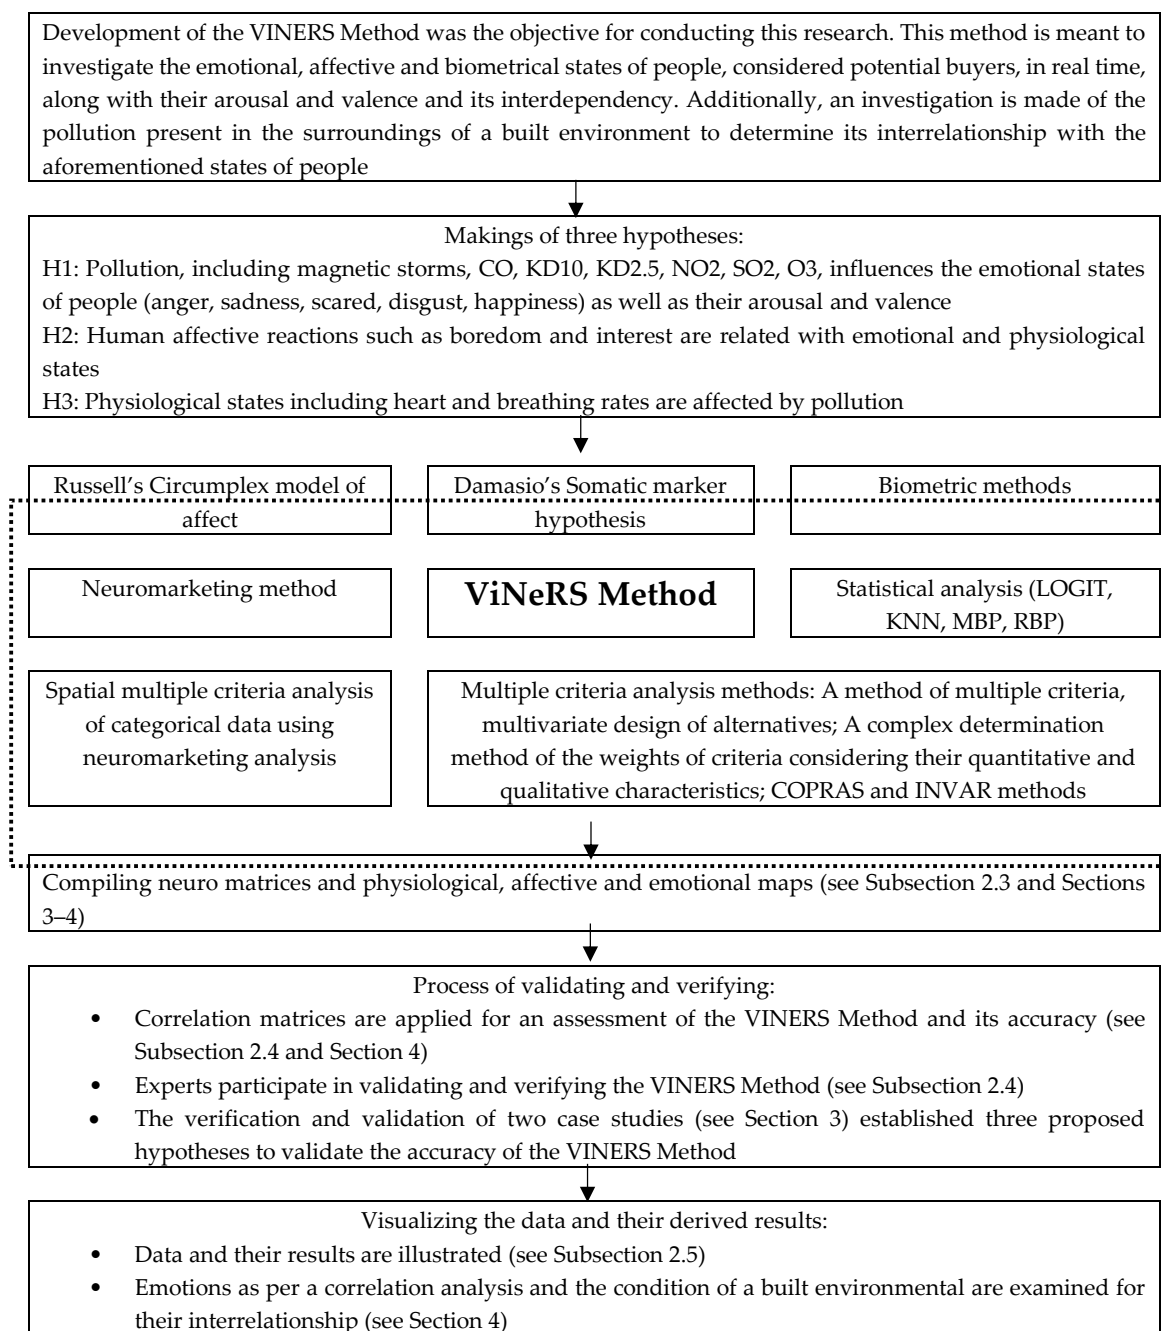 Development of the VINERS Method was the objective for conducting this research. This method is meant to
investigate the emotional, affective and biometrical states of people, considered potential buyers, in real time,
along with their arousal and valence and its interdependency. Additionally, an investigation is made of the
pollution present in the surroundings of a built environment to determine its interrelationship with the
aforementioned states of people
Makings of three hypotheses:
H1: Pollution, including magnetic storms, CO, KD10, KD2.5, NO2, SO2, O3, influences the emotional states
of people (anger, sadness, scared, disgust, happiness) as well as their arousal and valence
H2: Human affective reactions such as boredom and interest are related with emotional and physiological
states
H3: Physiological states including heart and breathing rates are affected by pollution
Russell’s Circumplex model of
affect
Damasio’s Somatic marker
hypothesis
Biometric methods
Neuromarketing method
ViNeRS Method
Statistical analysis (LOGIT,
KNN, MBP, RBP)
Spatial multiple criteria analysis
of categorical data using
neuromarketing analysis
Multiple criteria analysis methods: A method of multiple criteria,
multivariate design of alternatives; A complex determination
method of the weights of criteria considering their quantitative and
qualitative characteristics; COPRAS and INVAR methods
Compiling neuro matrices and physiological, affective and emotional maps (see Subsection 2.3 and Sections
3–4)
Process of validating and verifying:
• Correlation matrices are applied for an assessment of the VINERS Method and its accuracy (see
Subsection 2.4 and Section 4)
• Experts participate in validating and verifying the VINERS Method (see Subsection 2.4)
• The verification and validation of two case studies (see Section 3) established three proposed
hypotheses to validate the accuracy of the VINERS Method
Visualizing the data and their derived results:
• Data and their results are illustrated (see Subsection 2.5)
• Emotions as per a correlation analysis and the condition of a built environmental are examined for
their interrelationship (see Section 4)